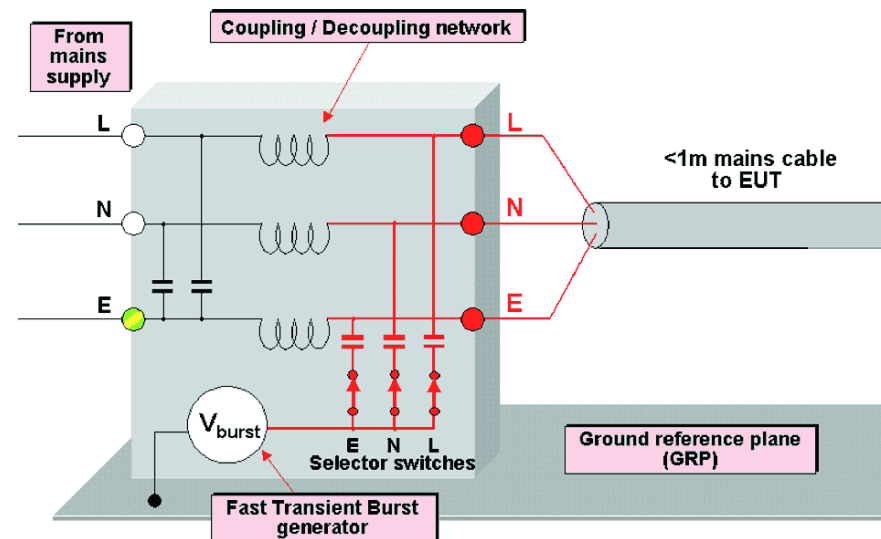 From
mains
supply
Coupling / Decoupling network
L
N
E
L
N
E
<1m mains cable
to EUT
Vburst
E N L
Selector switches
Ground reference plane
(GRP)
Fast Transient Burst
generator